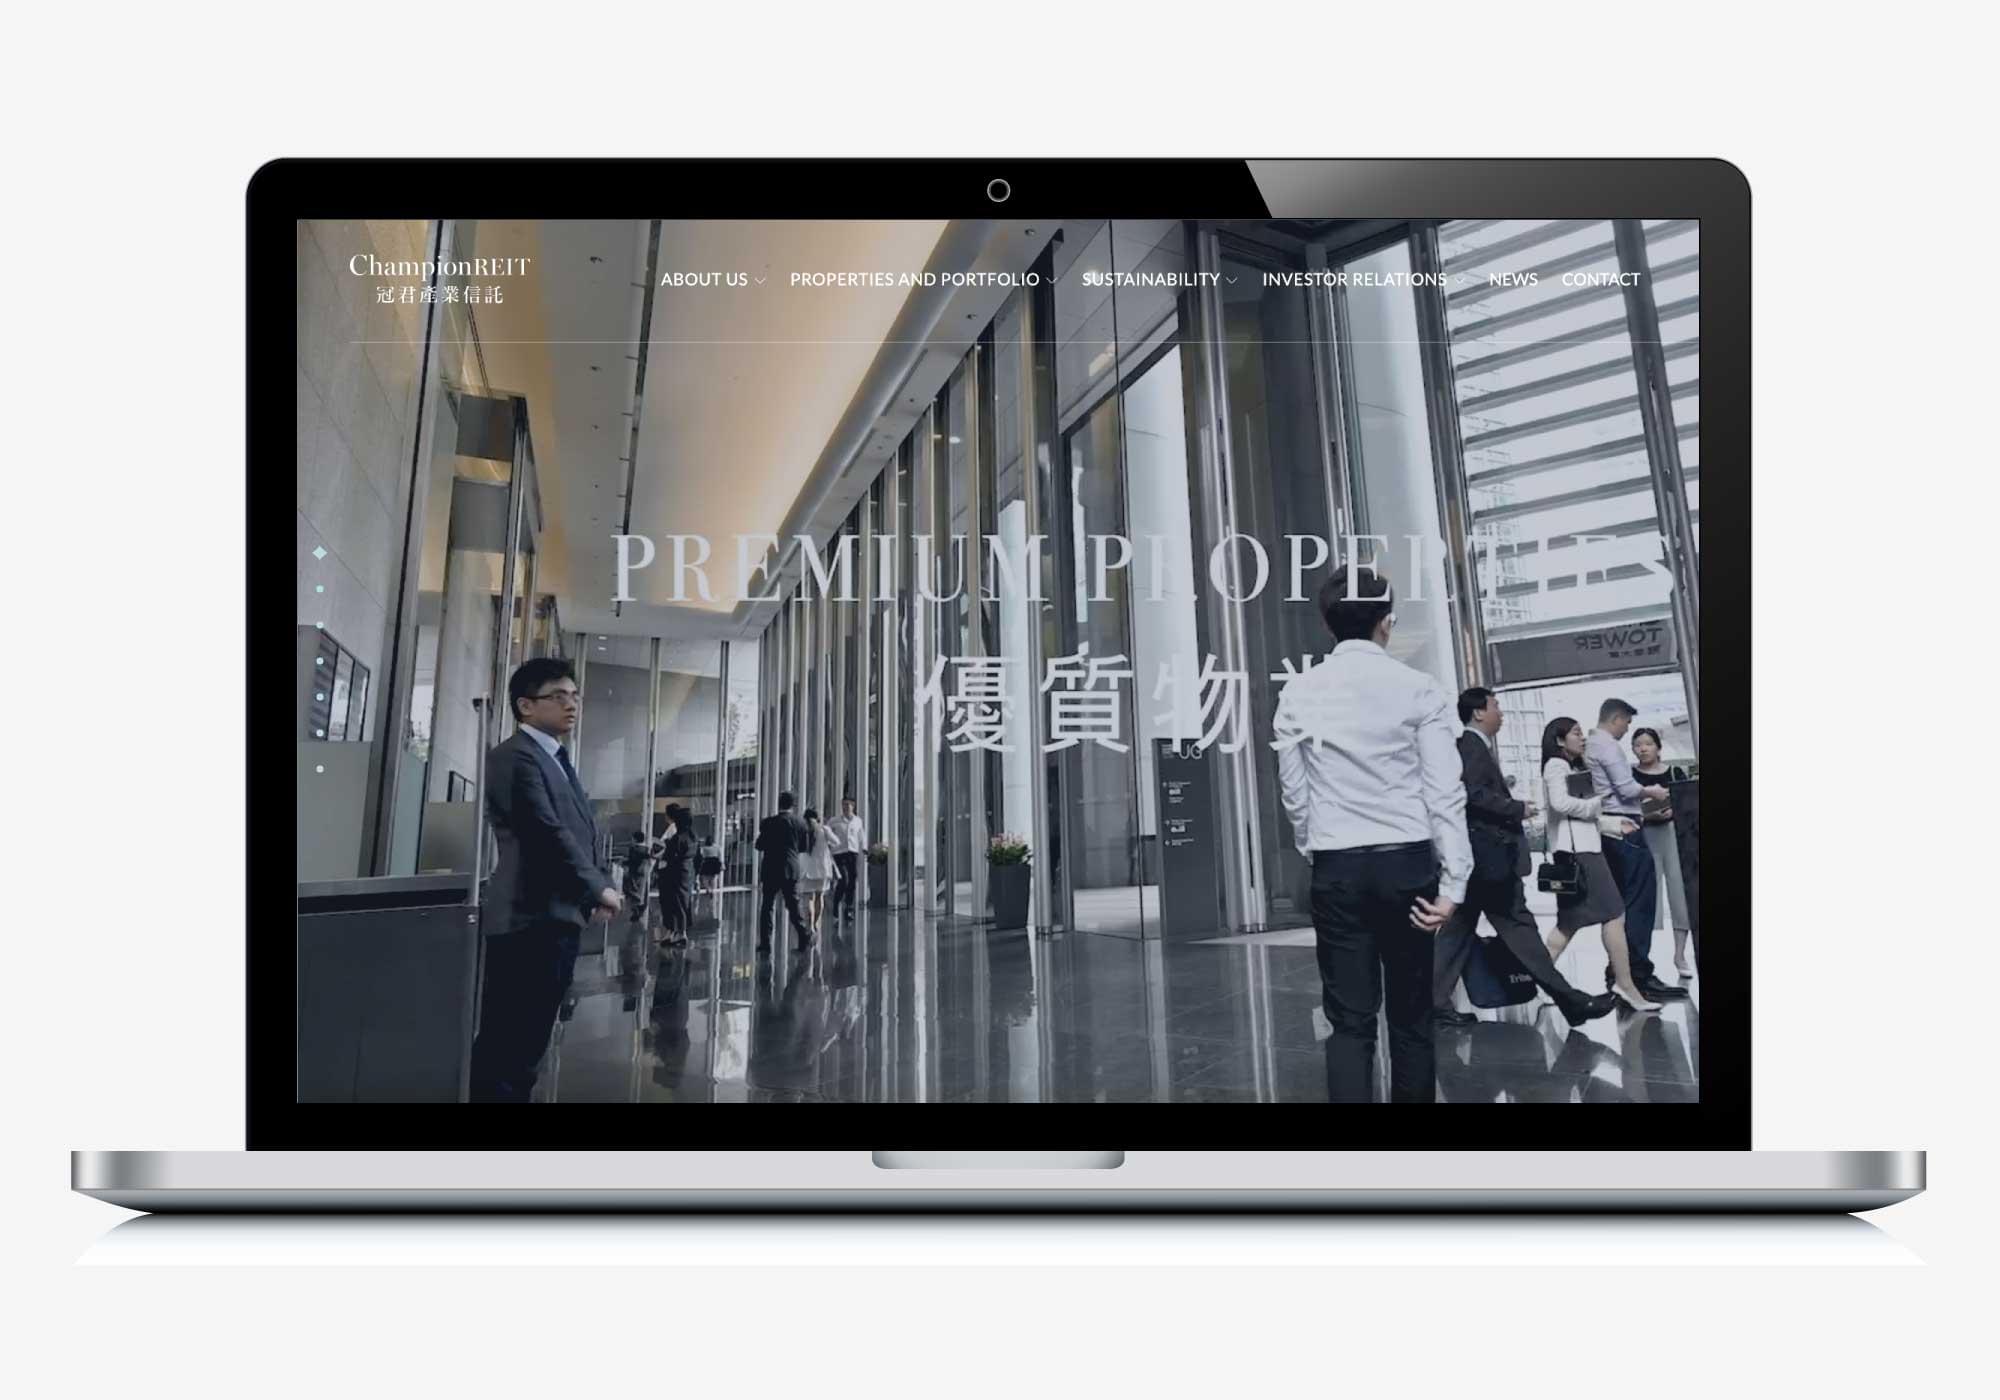 ChampionREIT
冠君產業信託
ABOUT US
PROPERTIES AND PORTFOLIO
SUSTAINABILITY
INVESTOR RELATIONS
NEWS
CONTACT
PREMIUM PROPERTIES
優質物業
TOWER
UG